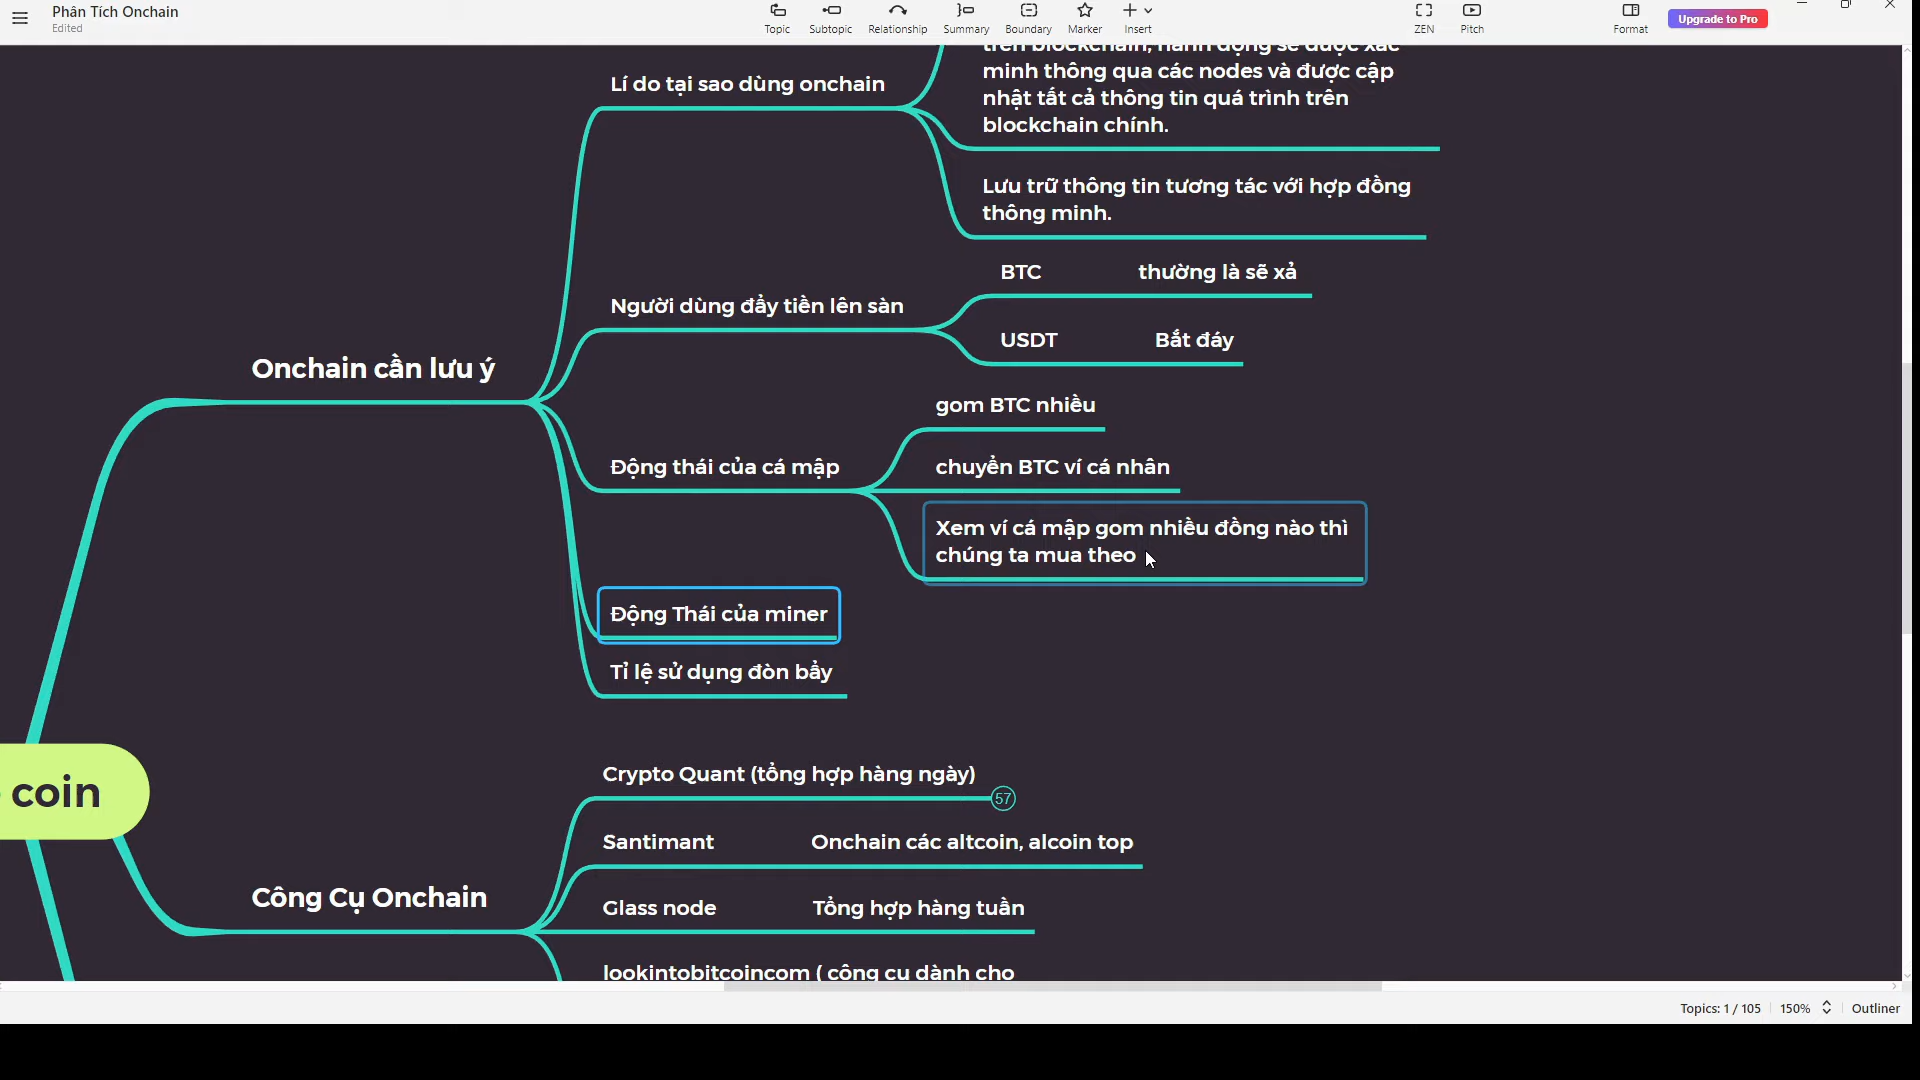 Phân Tích Onchain
Edited
Topic
Subtopic
Relationship
Summary
Boundary
Marker
Insert
ZEN
Pitch
Format
Upgrade to Pro
trên blockchain, hành động sẽ được xác
minh thông qua các nodes và được cập
nhật tất cả thông tin quá trình trên
blockchain chính.
Lí do tại sao dùng onchain
Lưu trữ thông tin tương tác với hợp đồng
thông minh.
BTC thường là sẽ xả
Người dùng đẩy tiền lên sàn
USDT Bắt đáy
Onchain cần lưu ý
gom BTC nhiều
Động thái của cá mập
chuyển BTC ví cá nhân
Xem ví cá mập gom nhiều đồng nào thì
chúng ta mua theo
Động Thái của miner
Tỉ lệ sử dụng đòn bẩy
coin
Crypto Quant (tổng hợp hàng ngày)
57
Santimant Onchain các altcoin, alcoin top
Công Cụ Onchain
Glass node Tổng hợp hàng tuần
lookintobitcoincom ( công cụ dành cho
Topics: 1 / 105
150%
Outliner